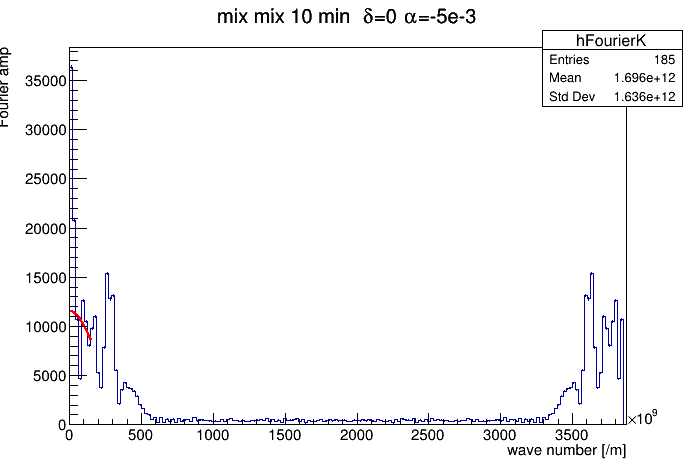 mix mix 10 min δ=0 α=-5e-3
hFourierK
Entries 185
Mean 1.696e+12
Std Dev 1.636e+12
Fourier amp
35000
30000
25000
20000
15000
10000
5000
0
0 500 1000 1500 2000 2500 3000 3500
×10⁹
wave number [/m]